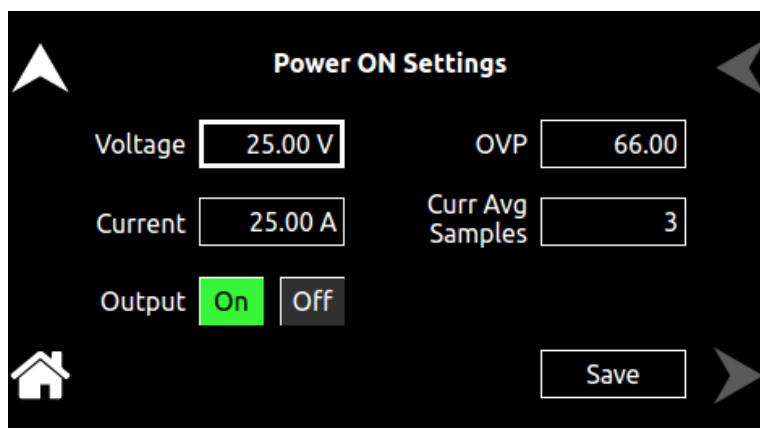 Power ON Settings
Voltage 25.00 V OVP 66.00
Current 25.00 A Curr Avg
Samples 3
Output On Off
Save